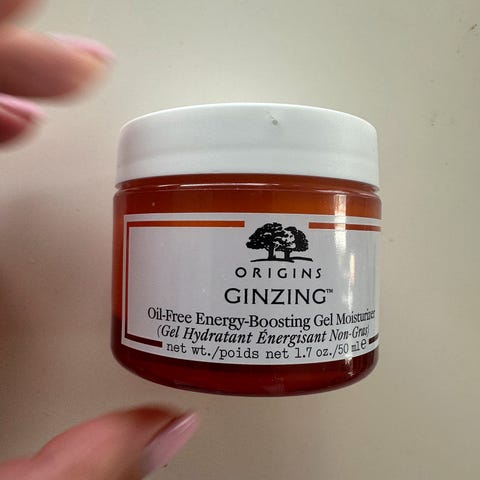 ORIGINS
GINZING™
Oil-Free Energy-Boosting Gel Moisturizer
(Gel Hydratant Énergisant Non-Gras)
net wt./poids net 1.7 oz./50 ml℮